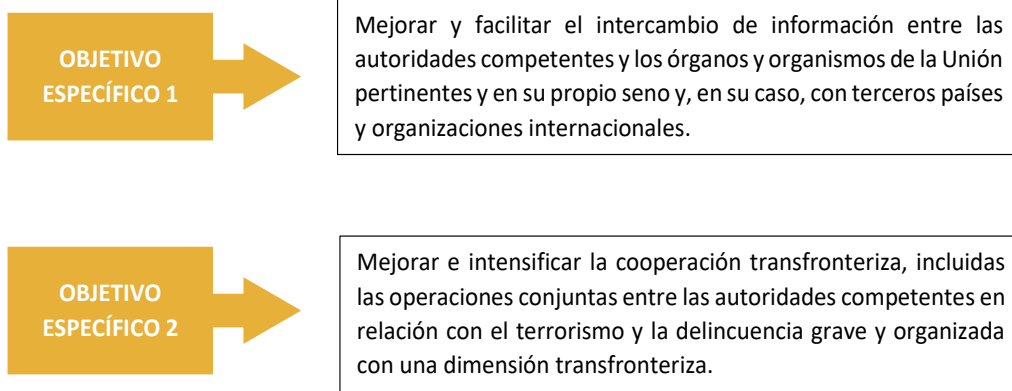 OBJETIVO
ESPECÍFICO 1
Mejorar y facilitar el intercambio de información entre las
autoridades competentes y los órganos y organismos de la Unión
pertinentes y en su propio seno y, en su caso, con terceros países
y organizaciones internacionales.
OBJETIVO
ESPECÍFICO 2
Mejorar e intensificar la cooperación transfronteriza, incluidas
las operaciones conjuntas entre las autoridades competentes en
relación con el terrorismo y la delincuencia grave y organizada
con una dimensión transfronteriza.